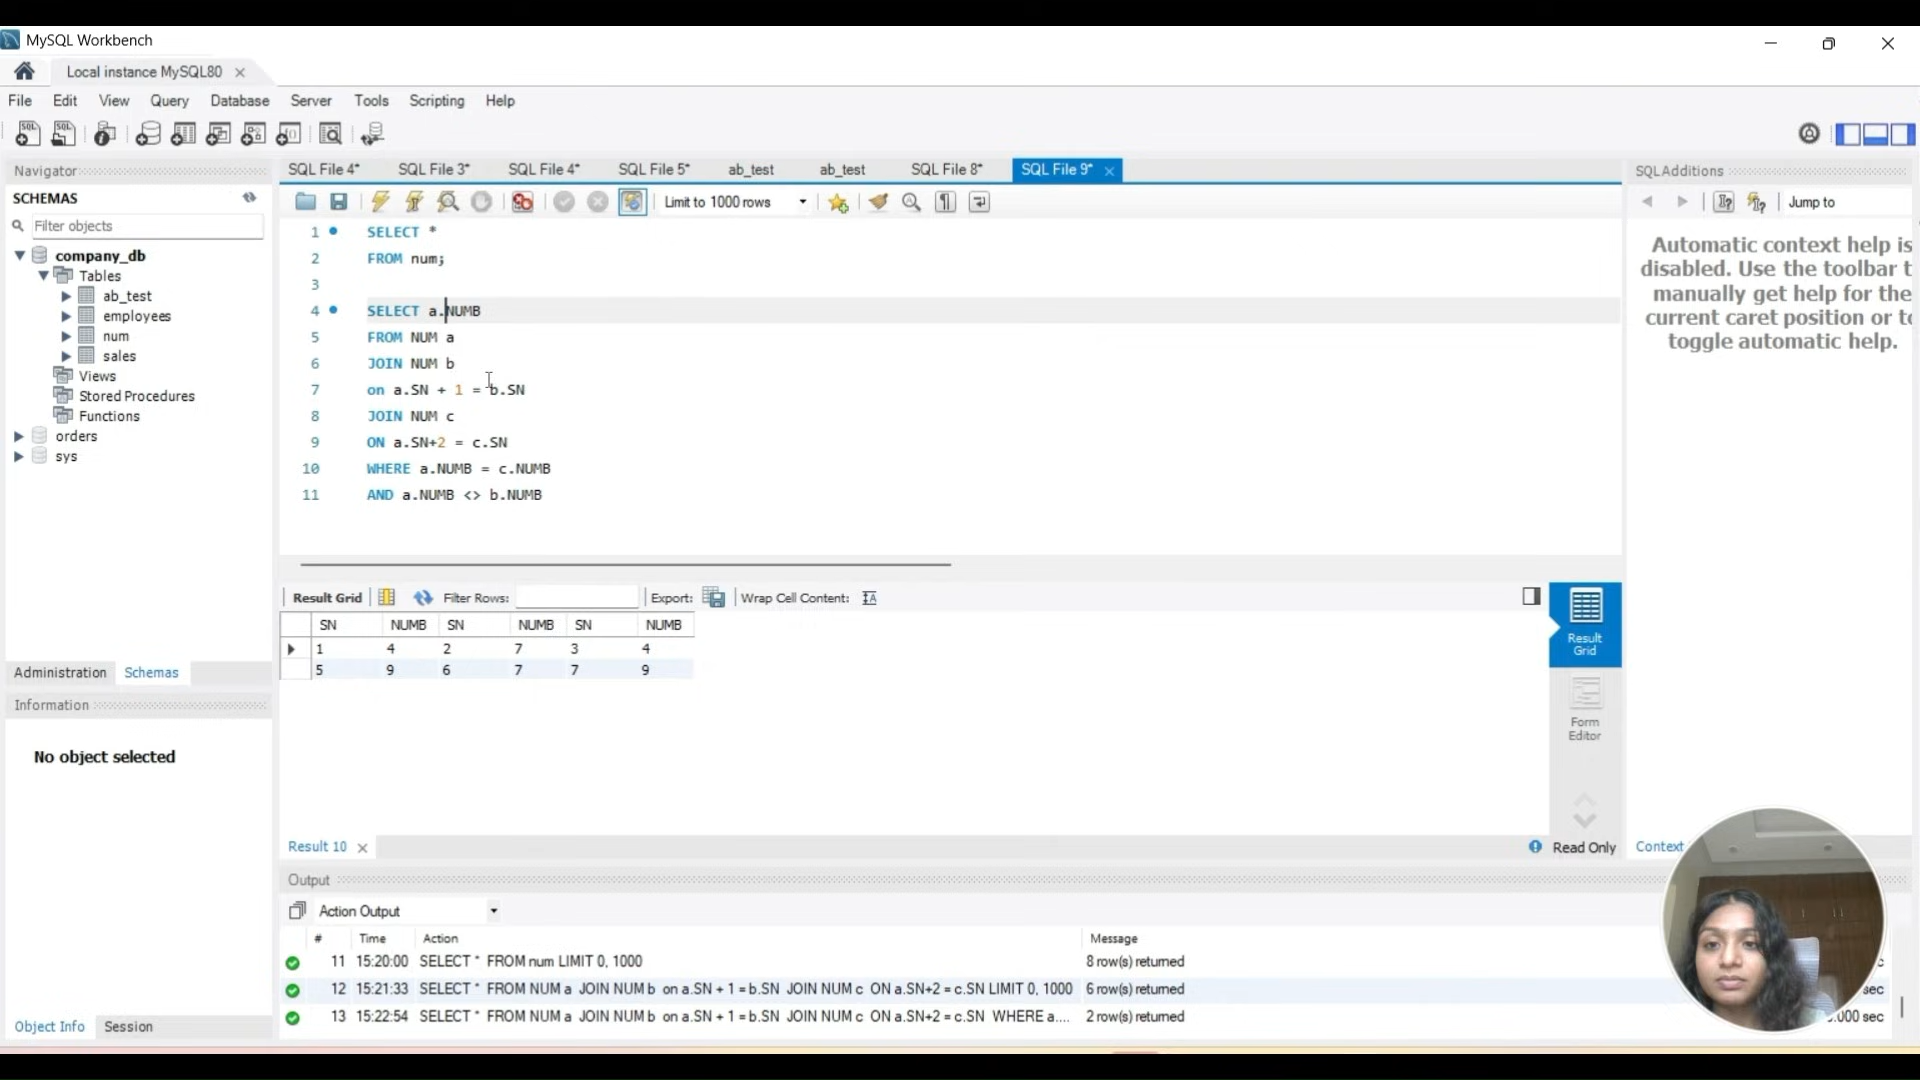 MySQL Workbench
Local instance MySQL80
File Edit View Query Database Server Tools Scripting Help
Navigator
SCHEMAS
Filter objects
company_db
Tables
ab_test
employees
num
sales
Views
Stored Procedures
Functions
orders
sys
Administration Schemas
Information
No object selected
Object Info Session
SQL File 4* SQL File 3* SQL File 4* SQL File 5* ab_test ab_test SQL File 8* SQL File 9*
Limit to 1000 rows
1 SELECT *
2 FROM num;
3
4 SELECT a.NUMB
5 FROM NUM a
6 JOIN NUM b
7 on a.SN + 1 = b.SN
8 JOIN NUM c
9 ON a.SN+2 = c.SN
10 WHERE a.NUMB = c.NUMB
11 AND a.NUMB <> b.NUMB
Result Grid Filter Rows: Export: Wrap Cell Content:
SN NUMB SN NUMB SN NUMB
1 4 2 7 3 4
5 9 6 7 7 9
Result Grid
Form Editor
Result 10
Read Only
Output
Action Output
# Time Action Message
11 15:20:00 SELECT * FROM num LIMIT 0, 1000 8 row(s) returned
12 15:21:33 SELECT * FROM NUM a JOIN NUM b on a.SN + 1 = b.SN JOIN NUM c ON a.SN+2 = c.SN LIMIT 0, 1000 6 row(s) returned sec
13 15:22:54 SELECT * FROM NUM a JOIN NUM b on a.SN + 1 = b.SN JOIN NUM c ON a.SN+2 = c.SN WHERE a.... 2 row(s) returned .000 sec
SQLAdditions
Jump to
Automatic context help is
disabled. Use the toolbar t
manually get help for the
current caret position or to
toggle automatic help.
Context